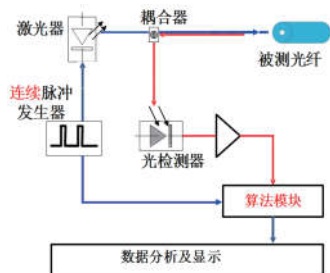 激光器
耦合器
被测光纤
连续脉冲
发生器
光检测器
算法模块
数据分析及显示